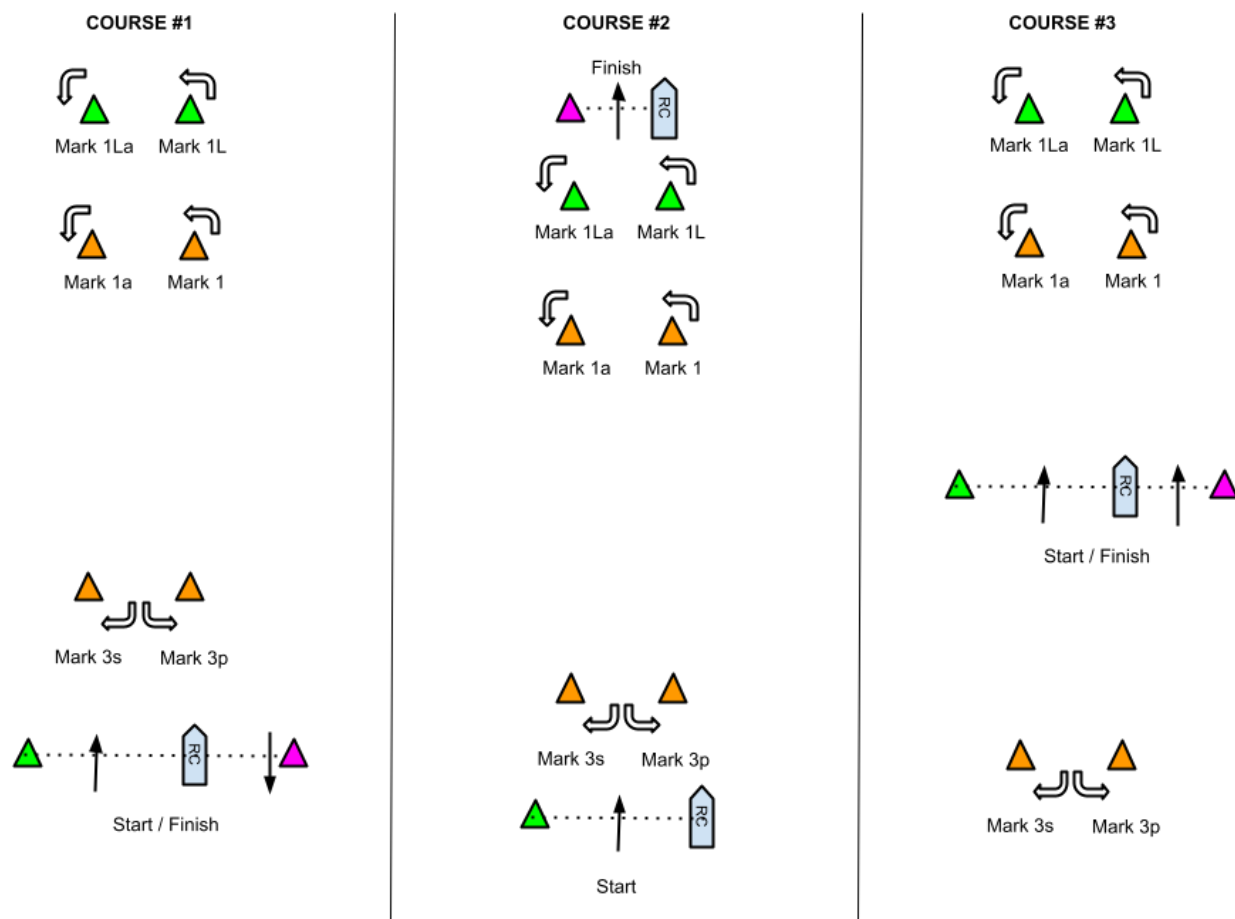 COURSE #1
Mark 1La Mark 1L
Mark 1a Mark 1
Mark 3s Mark 3p
RC
Start / Finish
COURSE #2
Finish
RC
Mark 1La Mark 1L
Mark 1a Mark 1
Mark 3s Mark 3p
RC
Start
COURSE #3
Mark 1La Mark 1L
Mark 1a Mark 1
RC
Start / Finish
Mark 3s Mark 3p